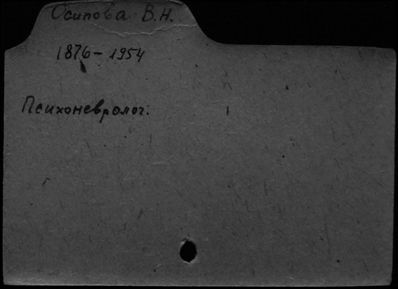 Осипова В.Н.
1876-1954
Психоневролог.